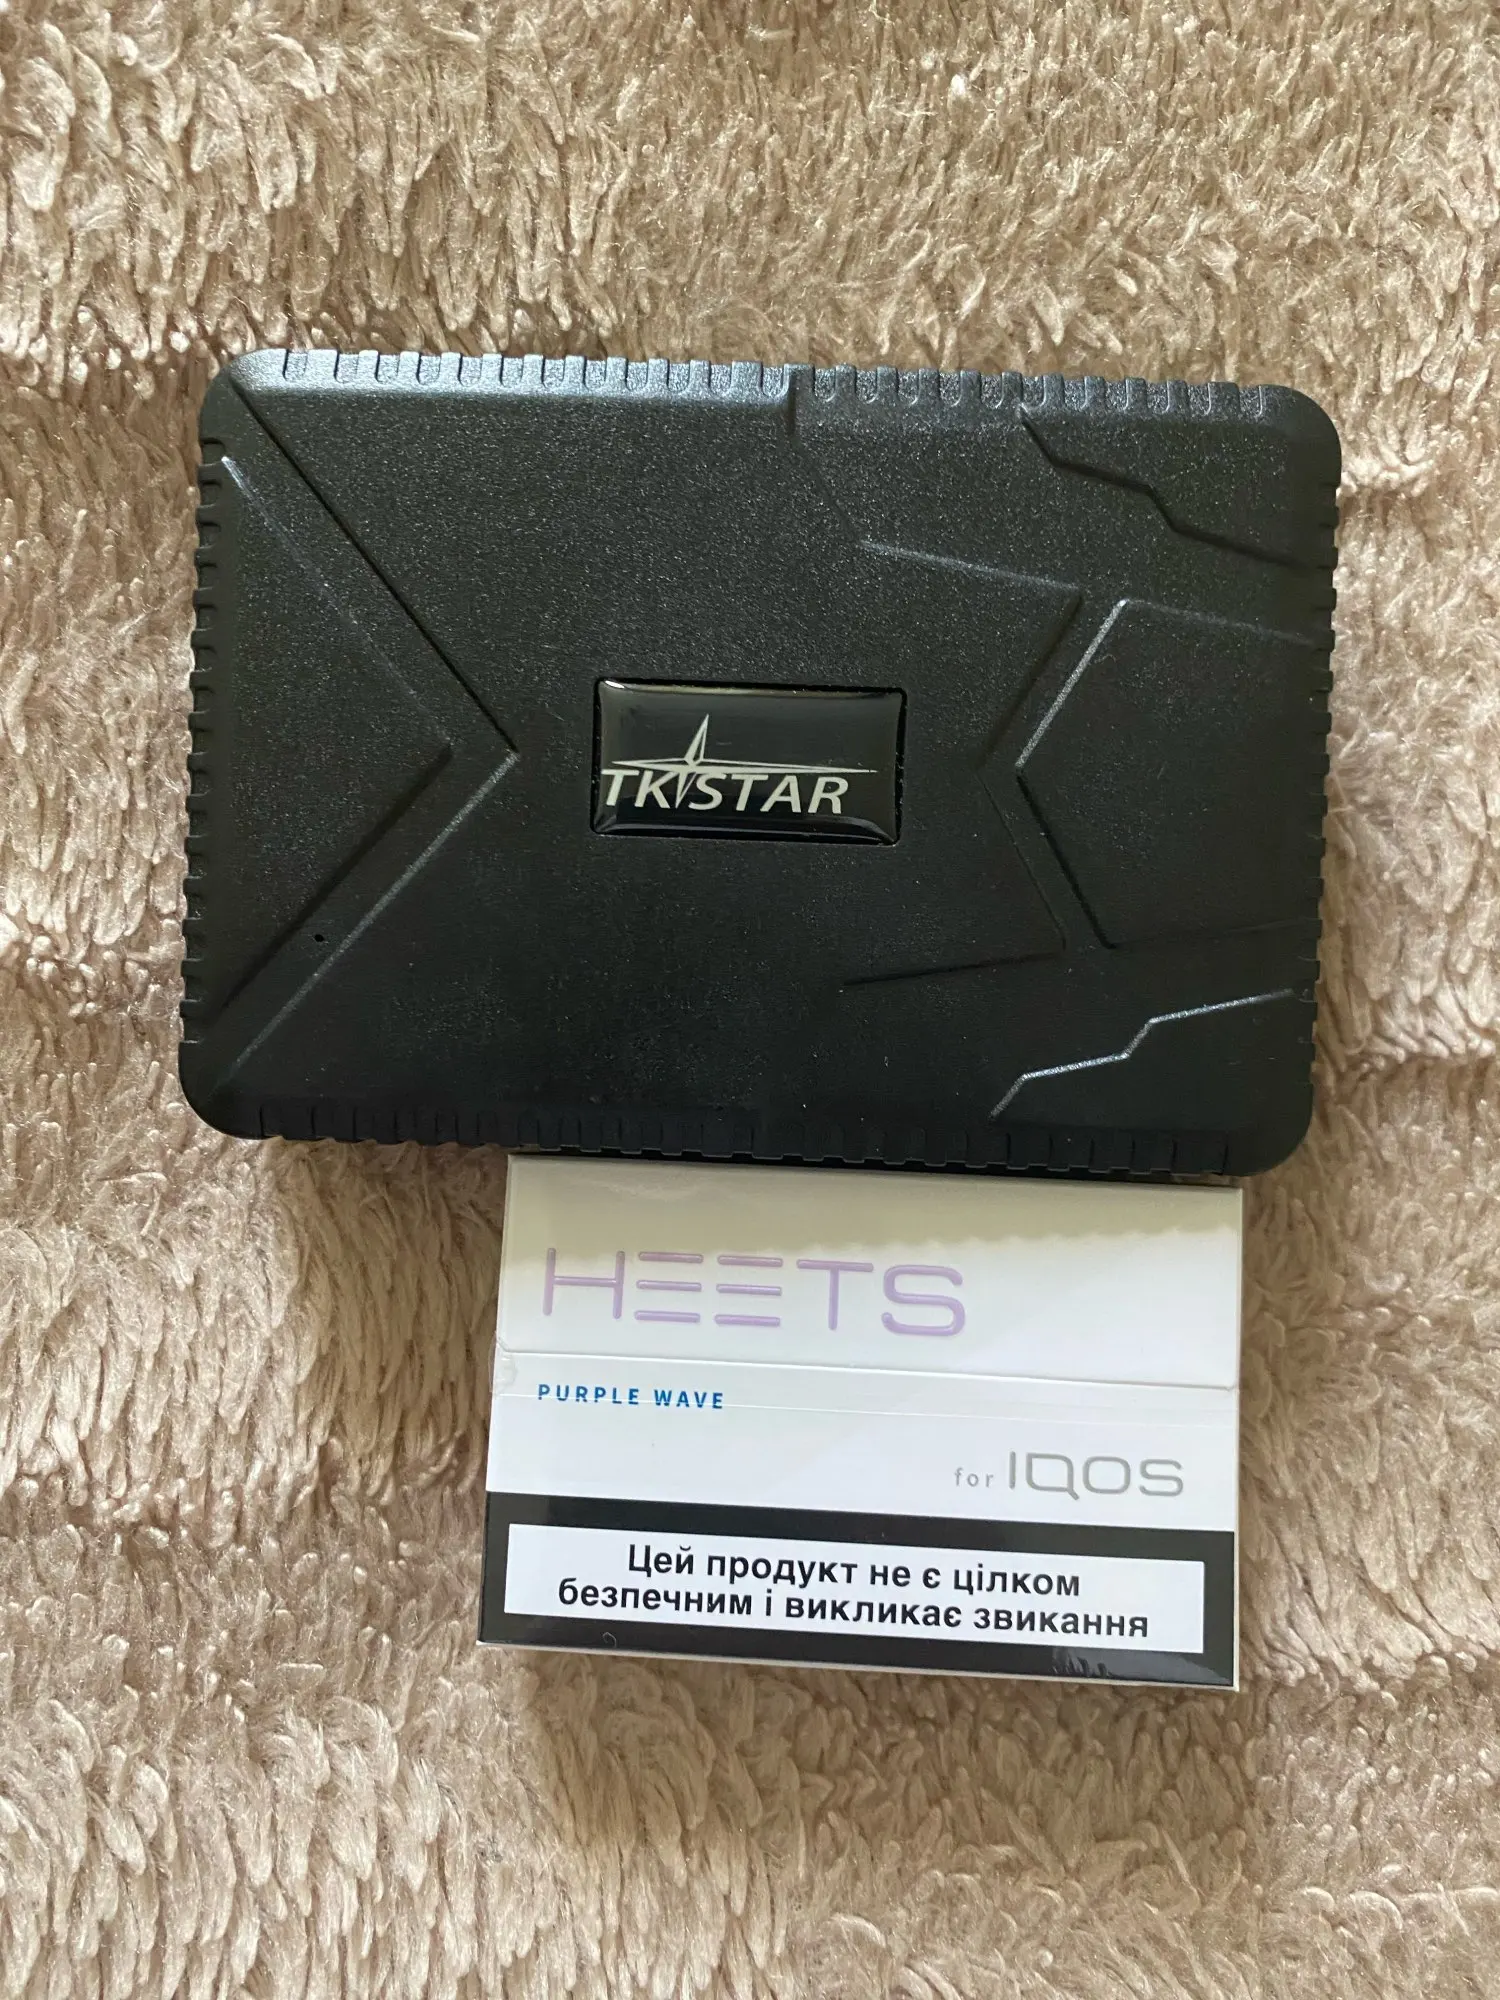 TKSTAR
HEETS
PURPLE WAVE
for IQOS
Цей продукт не є цілком
безпечним і викликає звикання